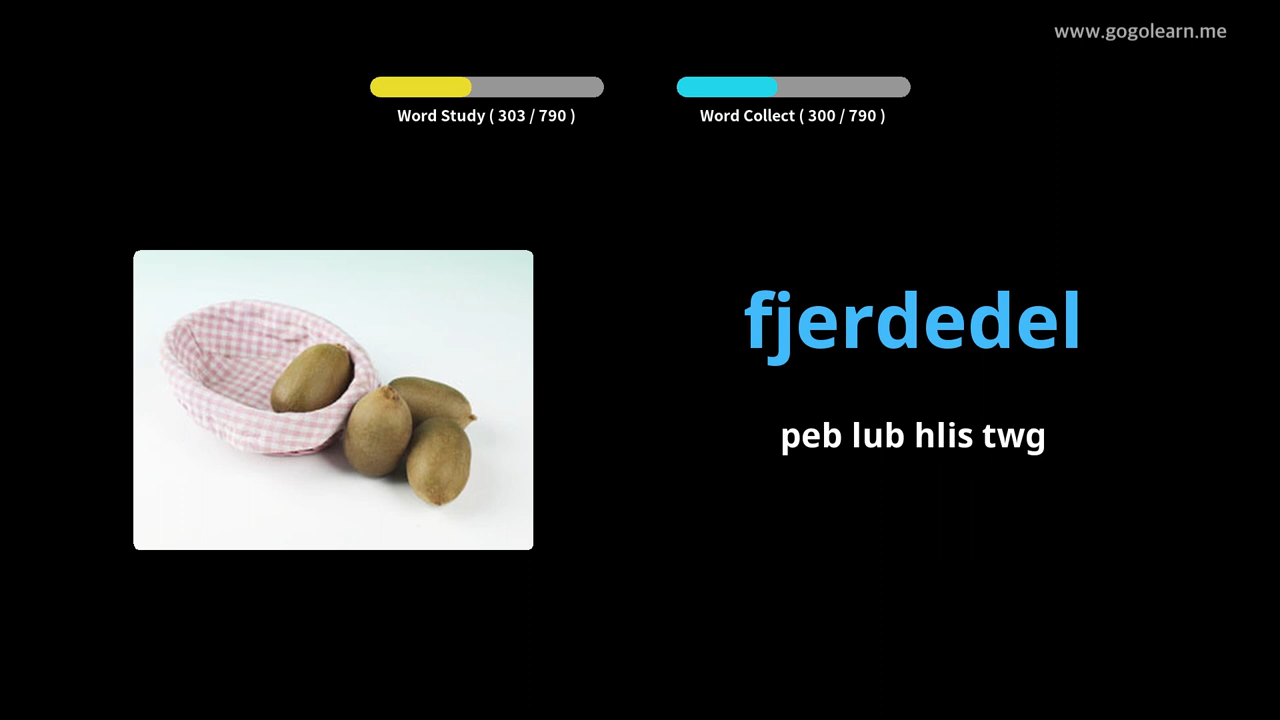 www.gogolearn.me
Word Study ( 303 / 790 )
Word Collect ( 300 / 790 )
fjerdedel
peb lub hlis twg